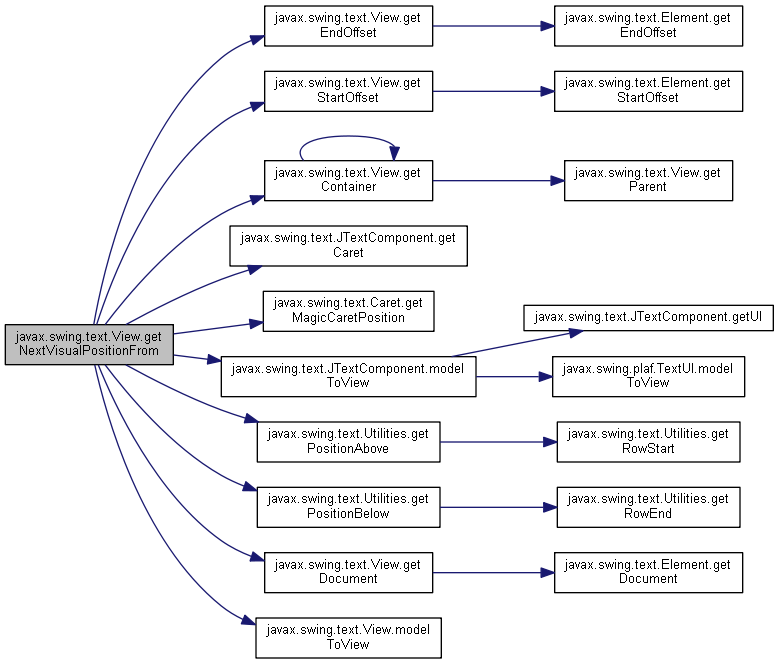 javax.swing.text.View.get
EndOffset
javax.swing.text.Element.get
EndOffset
javax.swing.text.View.get
StartOffset
javax.swing.text.Element.get
StartOffset
javax.swing.text.View.get
Container
javax.swing.text.View.get
Parent
javax.swing.text.JTextComponent.get
Caret
javax.swing.text.Caret.get
MagicCaretPosition
javax.swing.text.JTextComponent.getUI
javax.swing.text.View.get
NextVisualPositionFrom
javax.swing.text.JTextComponent.model
ToView
javax.swing.plaf.TextUI.model
ToView
javax.swing.text.Utilities.get
PositionAbove
javax.swing.text.Utilities.get
RowStart
javax.swing.text.Utilities.get
PositionBelow
javax.swing.text.Utilities.get
RowEnd
javax.swing.text.View.get
Document
javax.swing.text.Element.get
Document
javax.swing.text.View.model
ToView